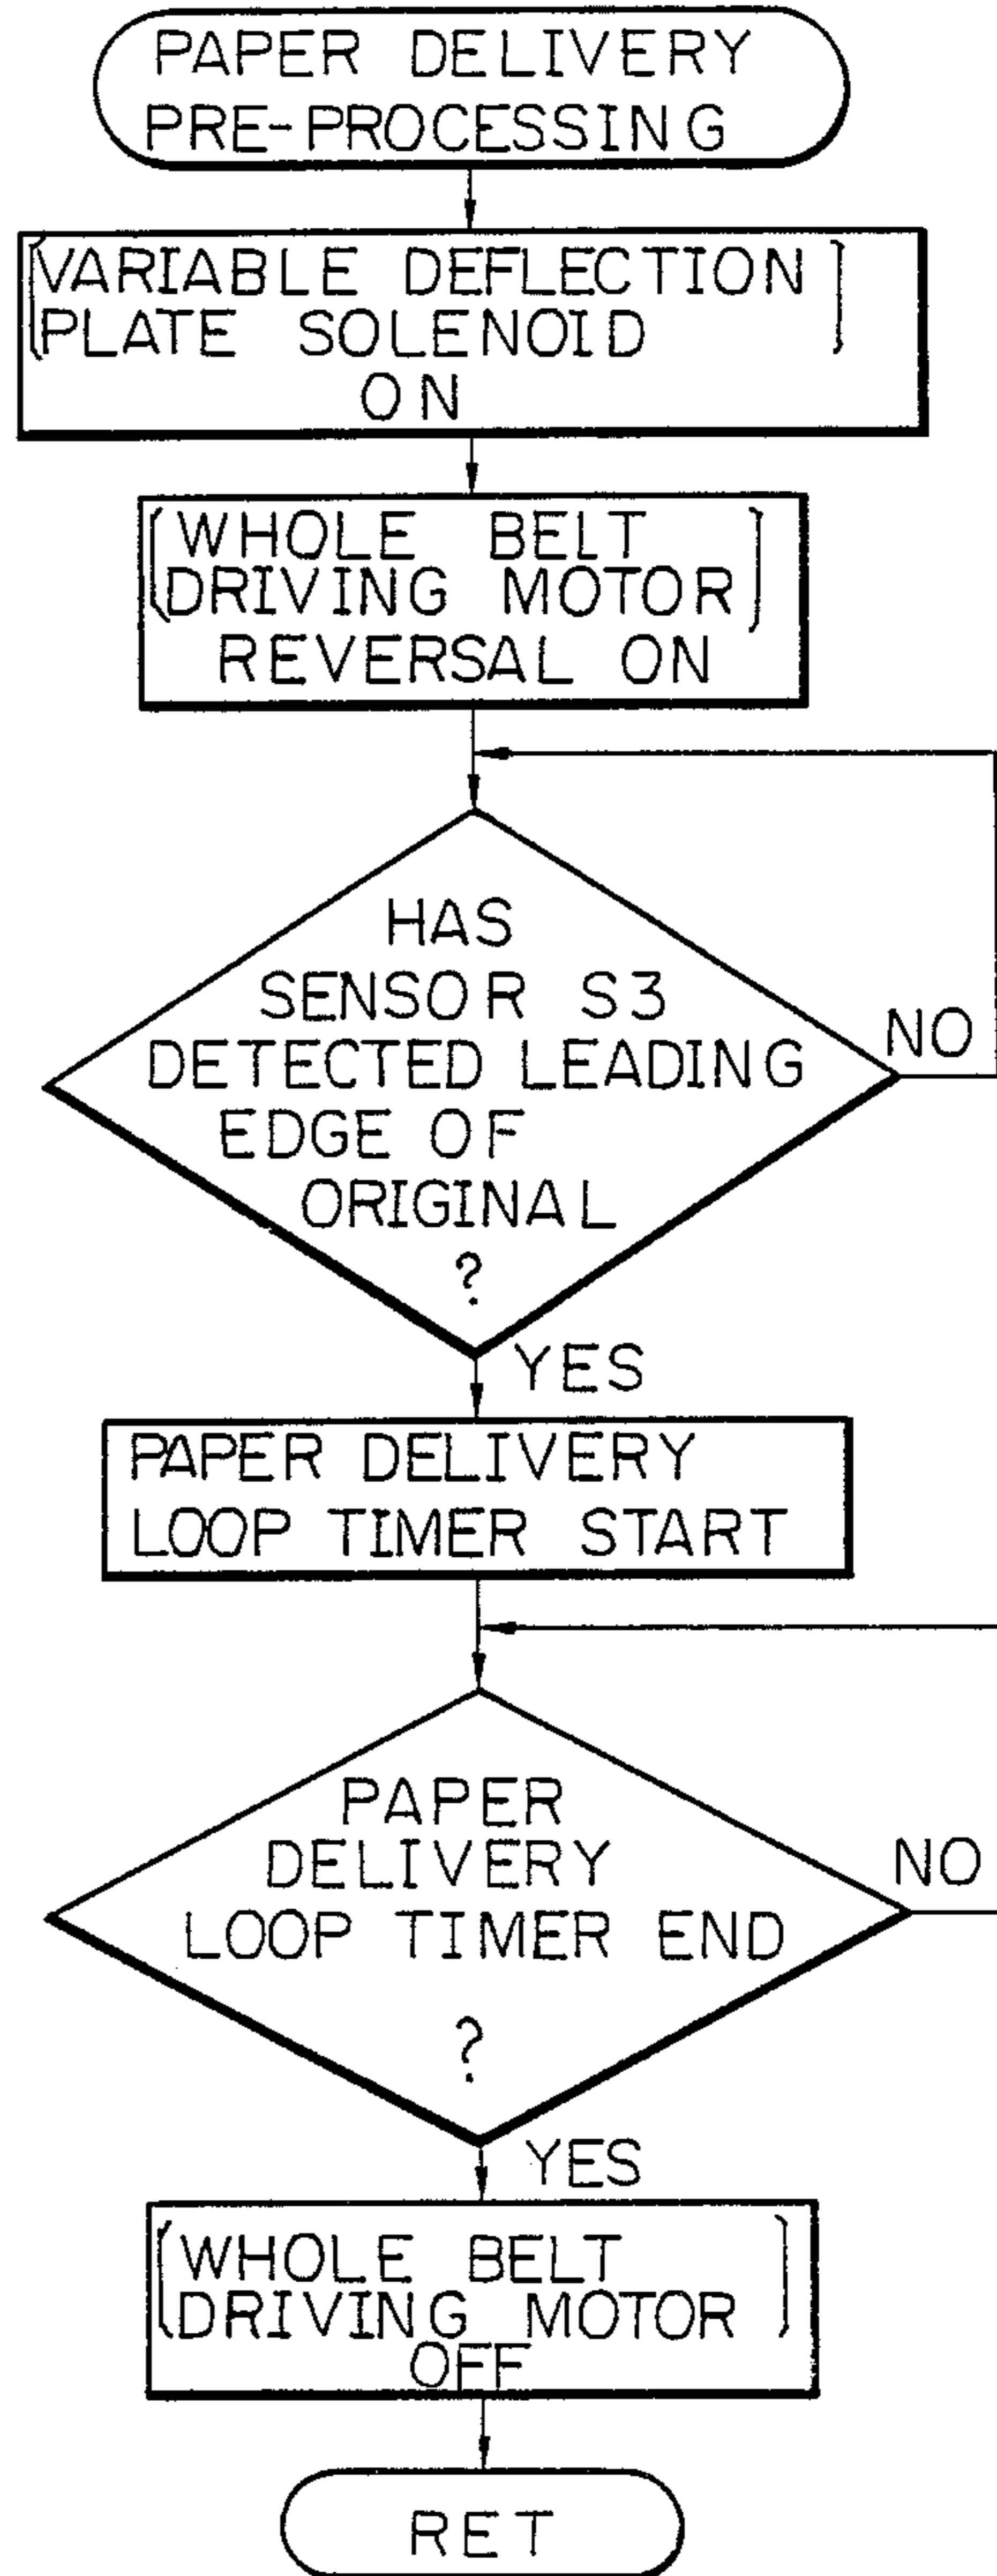 PAPER DELIVERY
PRE-PROCESSING
[VARIABLE DEFLECTION]
[PLATE SOLENOID]
ON
[WHOLE BELT]
[DRIVING MOTOR]
REVERSAL ON
HAS
SENSOR S3
DETECTED LEADING
EDGE OF
ORIGINAL
?
NO
YES
PAPER DELIVERY
LOOP TIMER START
PAPER
DELIVERY
LOOP TIMER END
?
NO
YES
[WHOLE BELT]
[DRIVING MOTOR]
OFF
RET